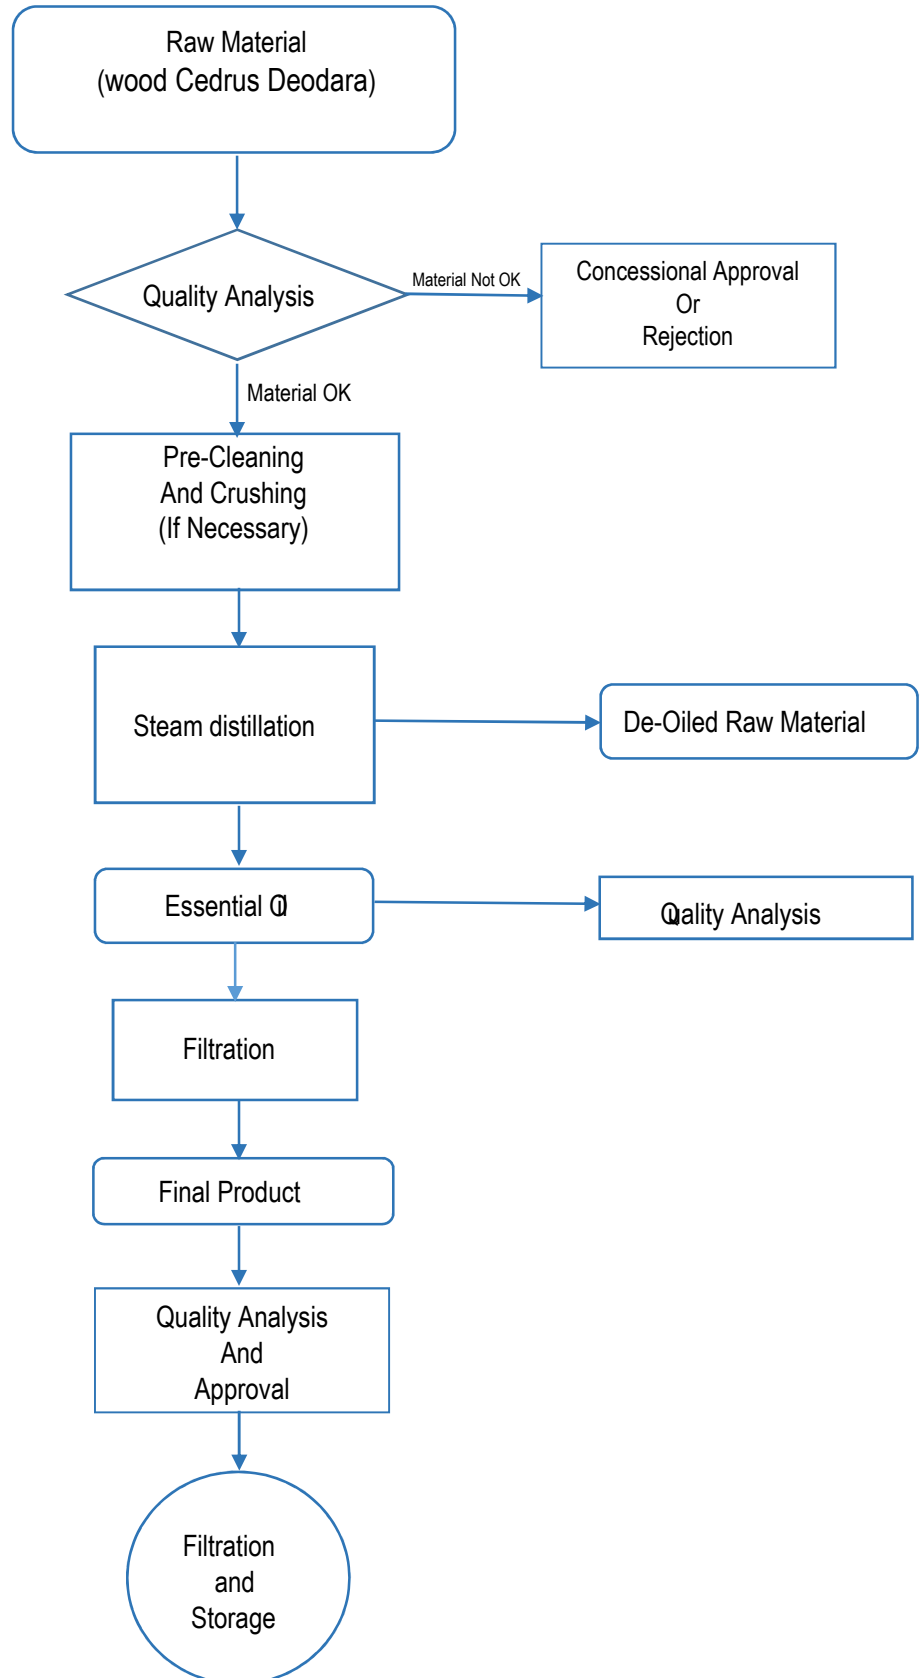 Raw Material
(wood Cedrus Deodara)
Quality Analysis
Material Not OK
Concessional Approval
Or
Rejection
Material OK
Pre-Cleaning
And Crushing
(If Necessary)
Steam distillation
De-Oiled Raw Material
Essential Oil
Quality Analysis
Filtration
Final Product
Quality Analysis
And
Approval
Filtration
and
Storage